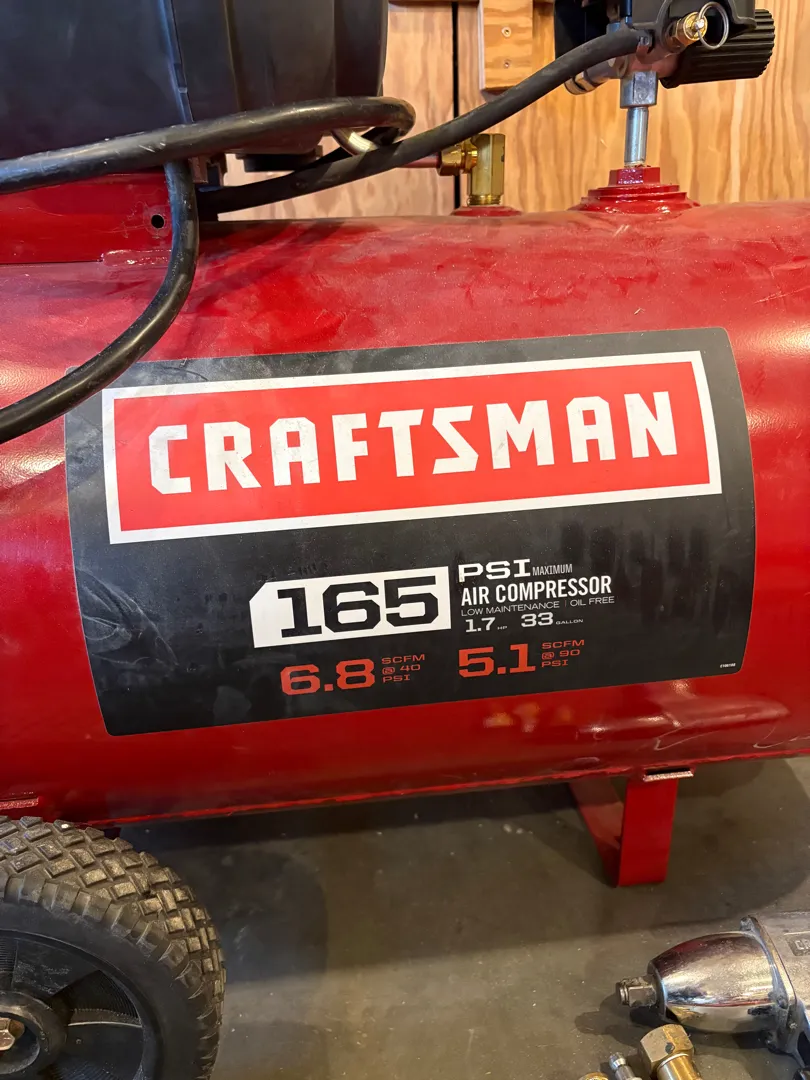 CRAFTSMAN
165 PSI MAXIMUM
AIR COMPRESSOR
LOW MAINTENANCE | OIL FREE
1.7 HP 33 GALLON
6.8 SCFM @ 40 PSI
5.1 SCFM @ 90 PSI